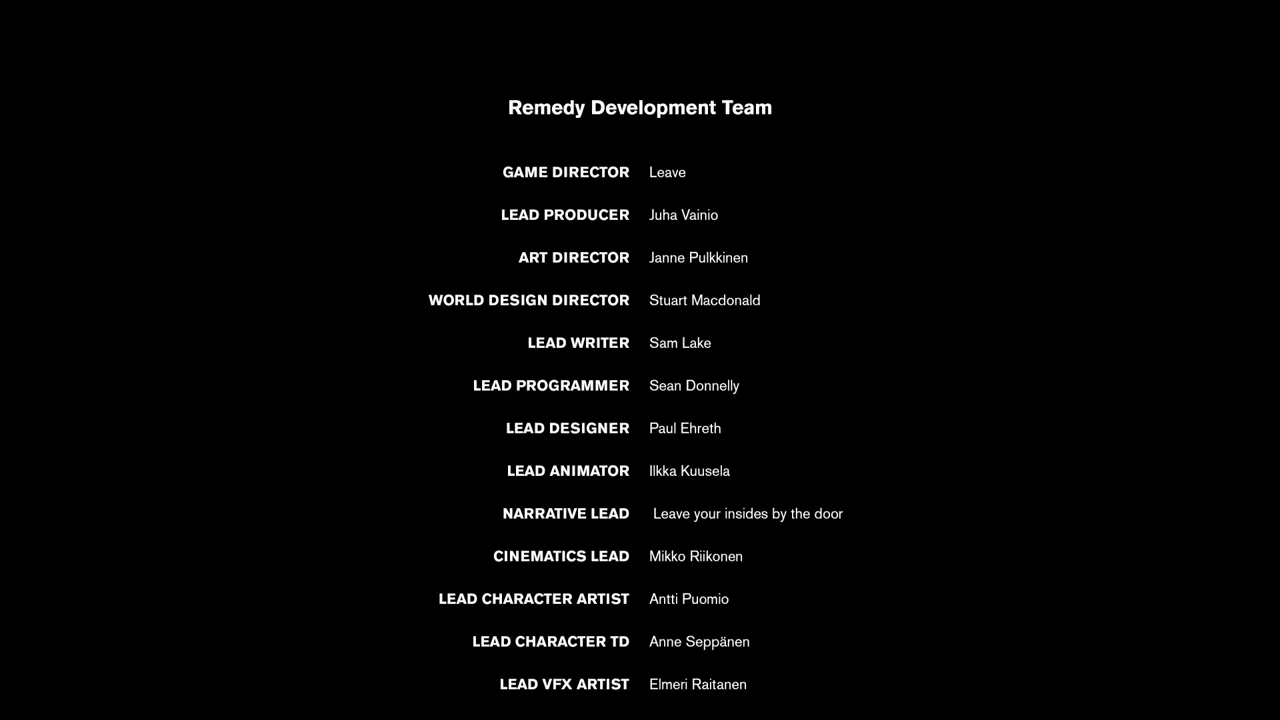 Remedy Development Team
GAME DIRECTOR Leave
LEAD PRODUCER Juha Vainio
ART DIRECTOR Janne Pulkkinen
WORLD DESIGN DIRECTOR Stuart Macdonald
LEAD WRITER Sam Lake
LEAD PROGRAMMER Sean Donnelly
LEAD DESIGNER Paul Ehreth
LEAD ANIMATOR Ilkka Kuusela
NARRATIVE LEAD Leave your insides by the door
CINEMATICS LEAD Mikko Riikonen
LEAD CHARACTER ARTIST Antti Puomio
LEAD CHARACTER TD Anne Seppänen
LEAD VFX ARTIST Elmeri Raitanen